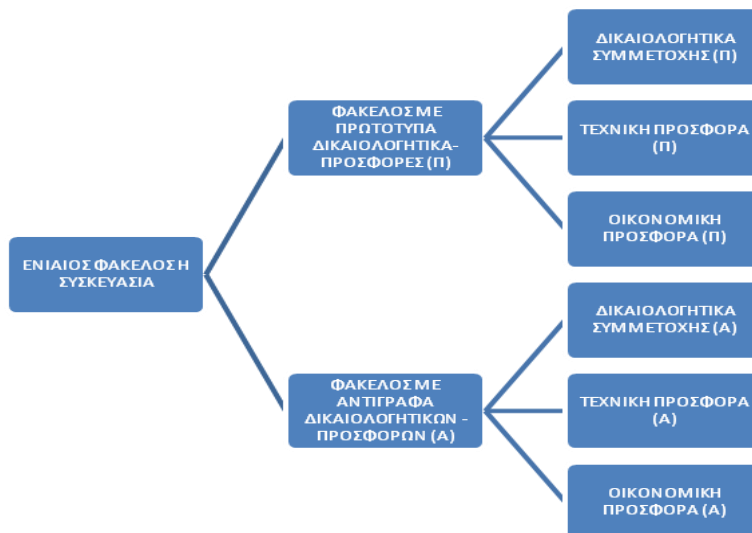 ΕΝΙΑΙΟΣ ΦΑΚΕΛΟΣ Η
ΣΥΣΚΕΥΑΣΙΑ
ΦΑΚΕΛΟΣ ΜΕ
ΠΡΩΤΟΤΥΠΑ
ΔΙΚΑΙΟΛΟΓΗΤΙΚΑ-
ΠΡΟΣΦΟΡΕΣ (Π)
ΔΙΚΑΙΟΛΟΓΗΤΙΚΑ
ΣΥΜΜΕΤΟΧΗΣ (Π)
ΤΕΧΝΙΚΗ ΠΡΟΣΦΟΡΑ
(Π)
ΟΙΚΟΝΟΜΙΚΗ
ΠΡΟΣΦΟΡΑ (Π)
ΦΑΚΕΛΟΣ ΜΕ
ΑΝΤΙΓΡΑΦΑ
ΔΙΚΑΙΟΛΟΓΗΤΙΚΩΝ -
ΠΡΟΣΦΟΡΩΝ (Α)
ΔΙΚΑΙΟΛΟΓΗΤΙΚΑ
ΣΥΜΜΕΤΟΧΗΣ (Α)
ΤΕΧΝΙΚΗ ΠΡΟΣΦΟΡΑ
(Α)
ΟΙΚΟΝΟΜΙΚΗ
ΠΡΟΣΦΟΡΑ (Α)